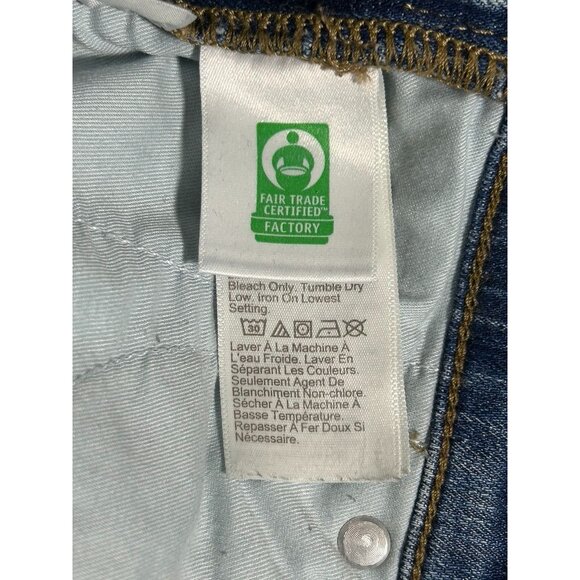 FAIR TRADE
CERTIFIED™
FACTORY
Bleach Only. Tumble Dry
Low. Iron On Lowest
Setting.
30
Laver À La Machine À
L'eau Froide. Laver En
Séparant Les Couleurs.
Seulement Agent De
Blanchiment Non-chlore.
Sécher À La Machine À
Basse Température.
Repasser À Fer Doux Si
Nécessaire.